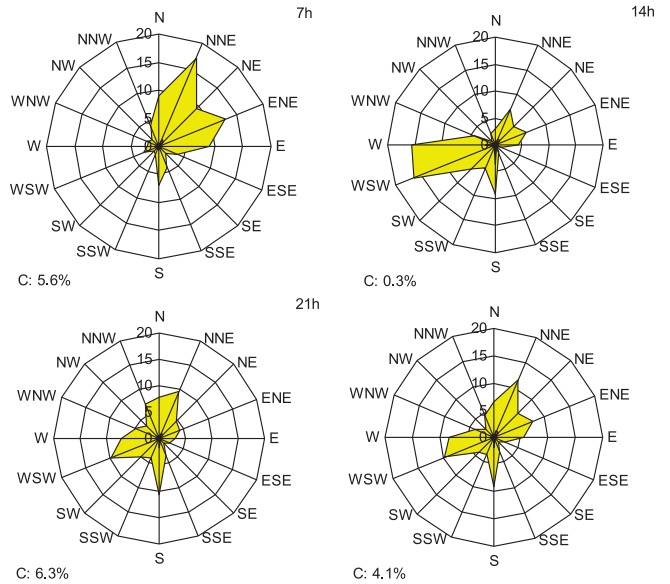 7h
N
NNW NNE
NW NE
WNW ENE
W E
WSW ESE
SW SE
SSW SSE
S
20
15
10
5
0
C: 5.6%
14h
N
NNW NNE
NW NE
WNW ENE
W E
WSW ESE
SW SE
SSW SSE
S
20
15
10
5
0
C: 0.3%
21h
N
NNW NNE
NW NE
WNW ENE
W E
WSW ESE
SW SE
SSW SSE
S
20
15
10
5
0
C: 6.3%
N
NNW NNE
NW NE
WNW ENE
W E
WSW ESE
SW SE
SSW SSE
S
20
15
10
5
0
C: 4.1%